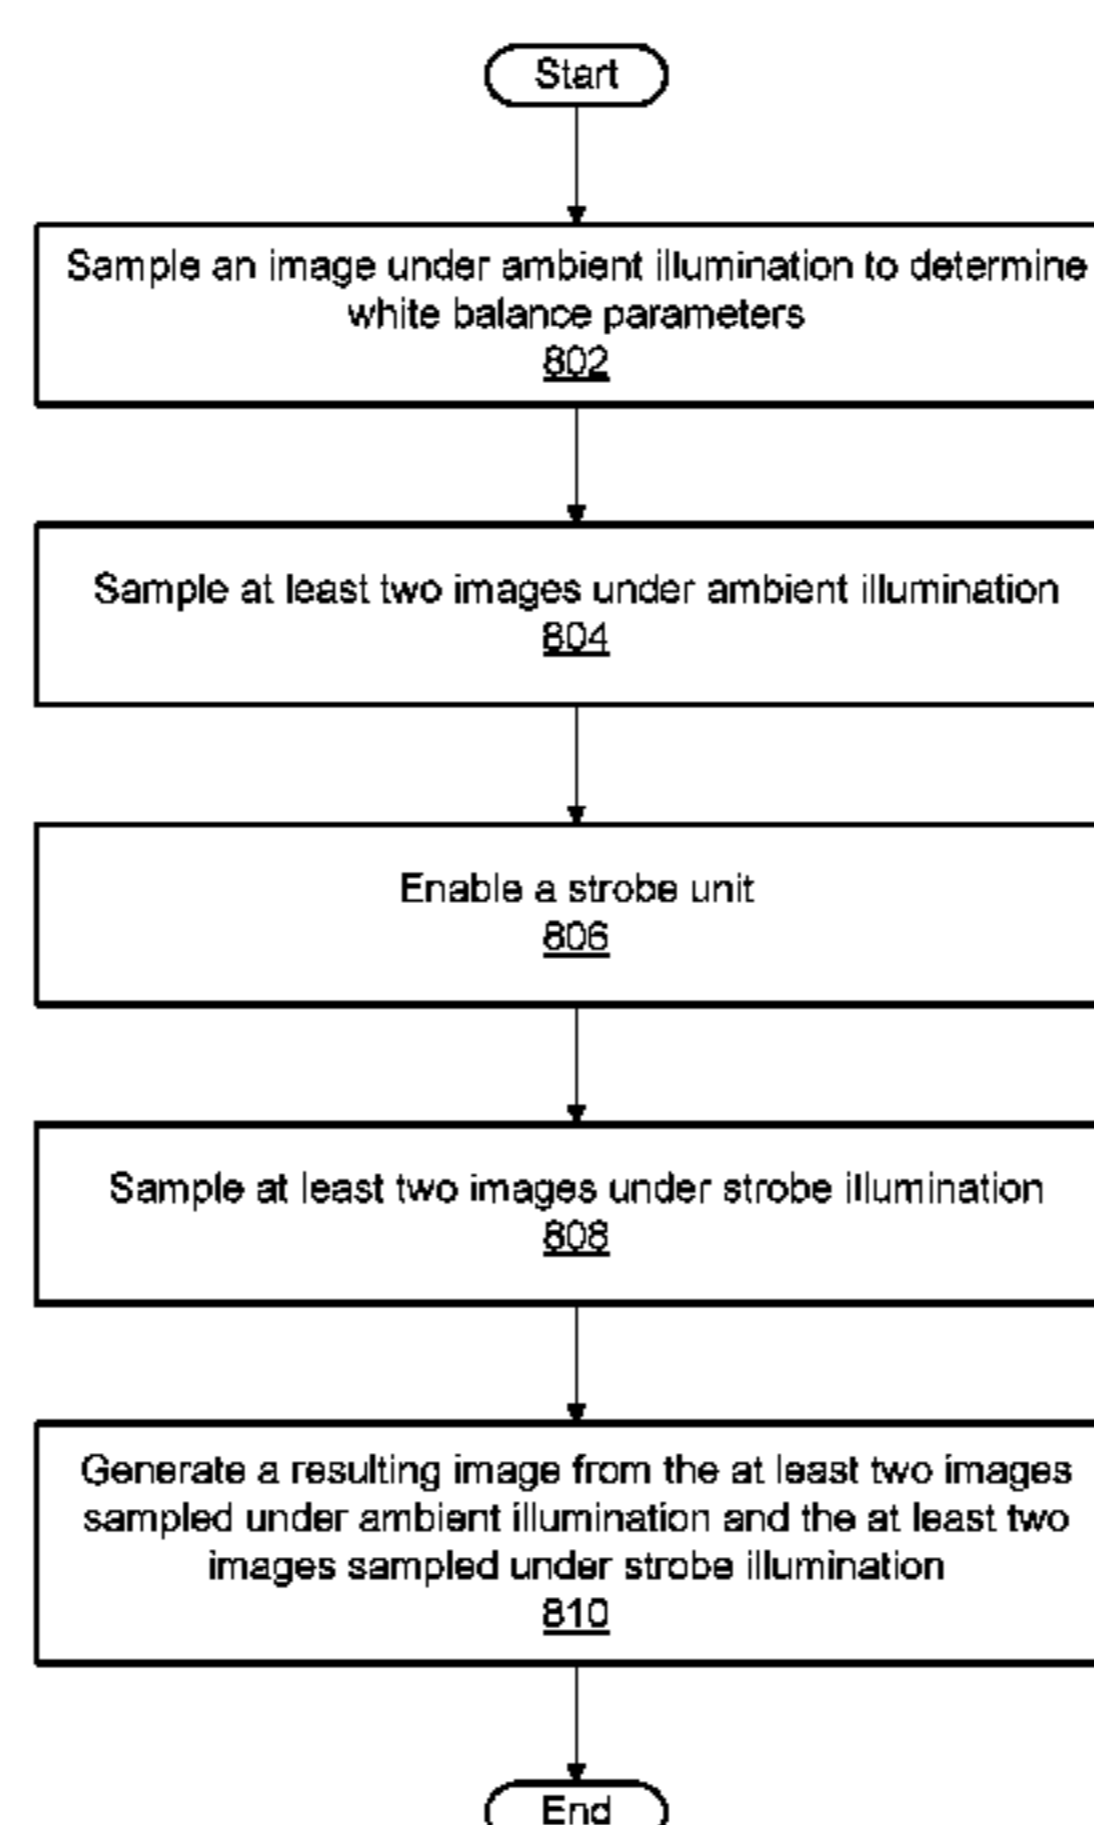 Start
Sample an image under ambient illumination to determine
white balance parameters
802
Sample at least two images under ambient illumination
804
Enable a strobe unit
806
Sample at least two images under strobe illumination
808
Generate a resulting image from the at least two images
sampled under ambient illumination and the at least two
images sampled under strobe illumination
810
End